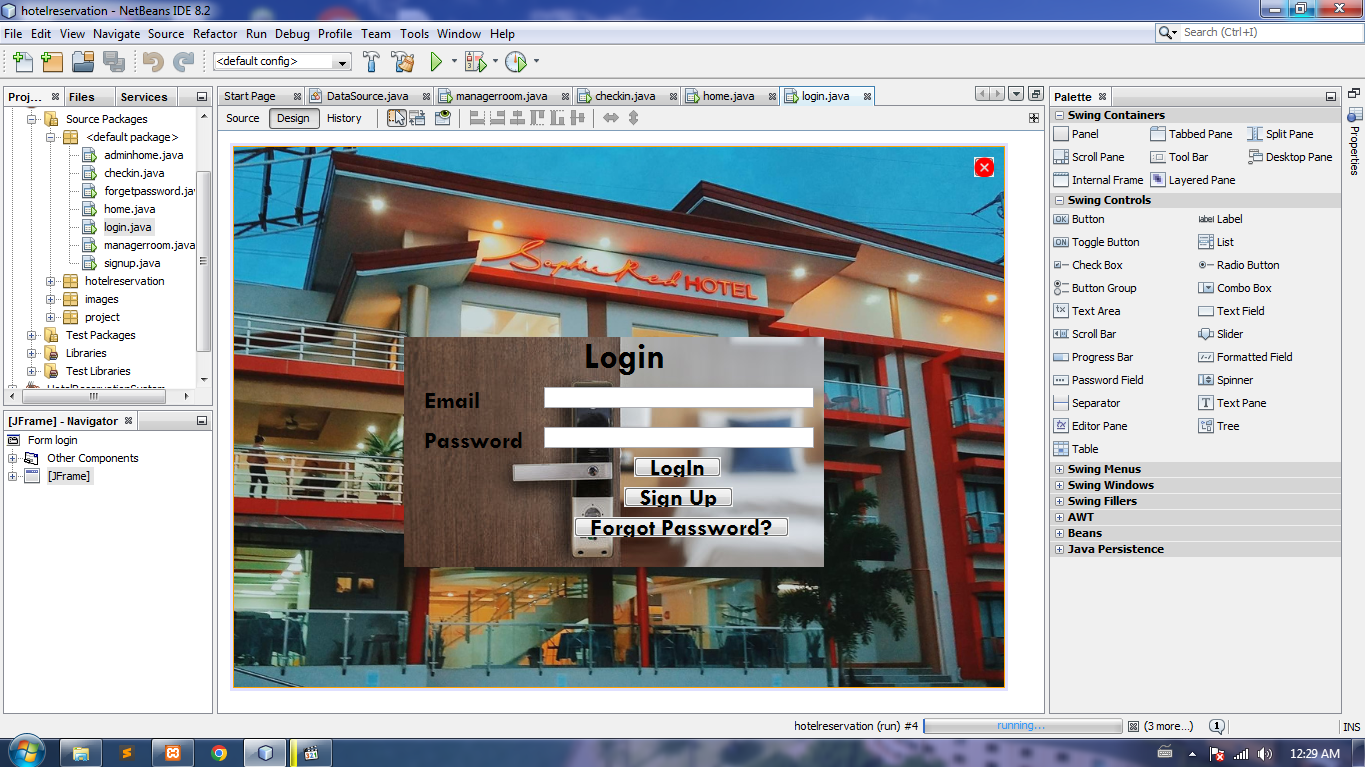 hotelreservation - NetBeans IDE 8.2
File Edit View Navigate Source Refactor Run Debug Profile Team Tools Window Help
Search (Ctrl+I)
<default config>
Proj... Files Services
Source Packages
<default package>
adminhome.java
checkin.java
forgetpassword.jav
home.java
login.java
managerroom.java
signup.java
hotelreservation
images
project
Test Packages
Libraries
Test Libraries
HotelReservationSystem
[JFrame] - Navigator
Form login
Other Components
[JFrame]
Start Page DataSource.java managerroom.java checkin.java home.java login.java
Source Design History
Sophie Red HOTEL
Login
Email
Password
LogIn
Sign Up
Forgot Password?
Palette
Swing Containers
Panel Tabbed Pane Split Pane
Scroll Pane Tool Bar Desktop Pane
Internal Frame Layered Pane
Swing Controls
OK Button label Label
ON Toggle Button List
Check Box Radio Button
Button Group Combo Box
Text Area Text Field
Scroll Bar Slider
Progress Bar Formatted Field
Password Field Spinner
Separator Text Pane
Editor Pane Tree
Table
Swing Menus
Swing Windows
Swing Fillers
AWT
Beans
Java Persistence
Properties
hotelreservation (run) #4 running... (3 more...) 1 INS
12:29 AM